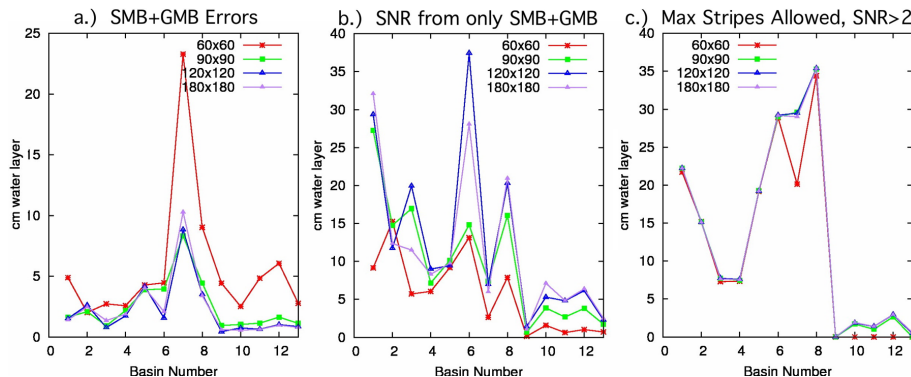 a.) SMB+GMB Errors
25
20
15
10
5
0
0 2 4 6 8 10 12
cm water layer
Basin Number
60x60
90x90
120x120
180x180
b.) SNR from only SMB+GMB
40
35
30
25
20
15
10
5
0
0 2 4 6 8 10 12
cm water layer
Basin Number
60x60
90x90
120x120
180x180
c.) Max Stripes Allowed, SNR>2
40
35
30
25
20
15
10
5
0
0 2 4 6 8 10 12
cm water layer
Basin Number
60x60
90x90
120x120
180x180